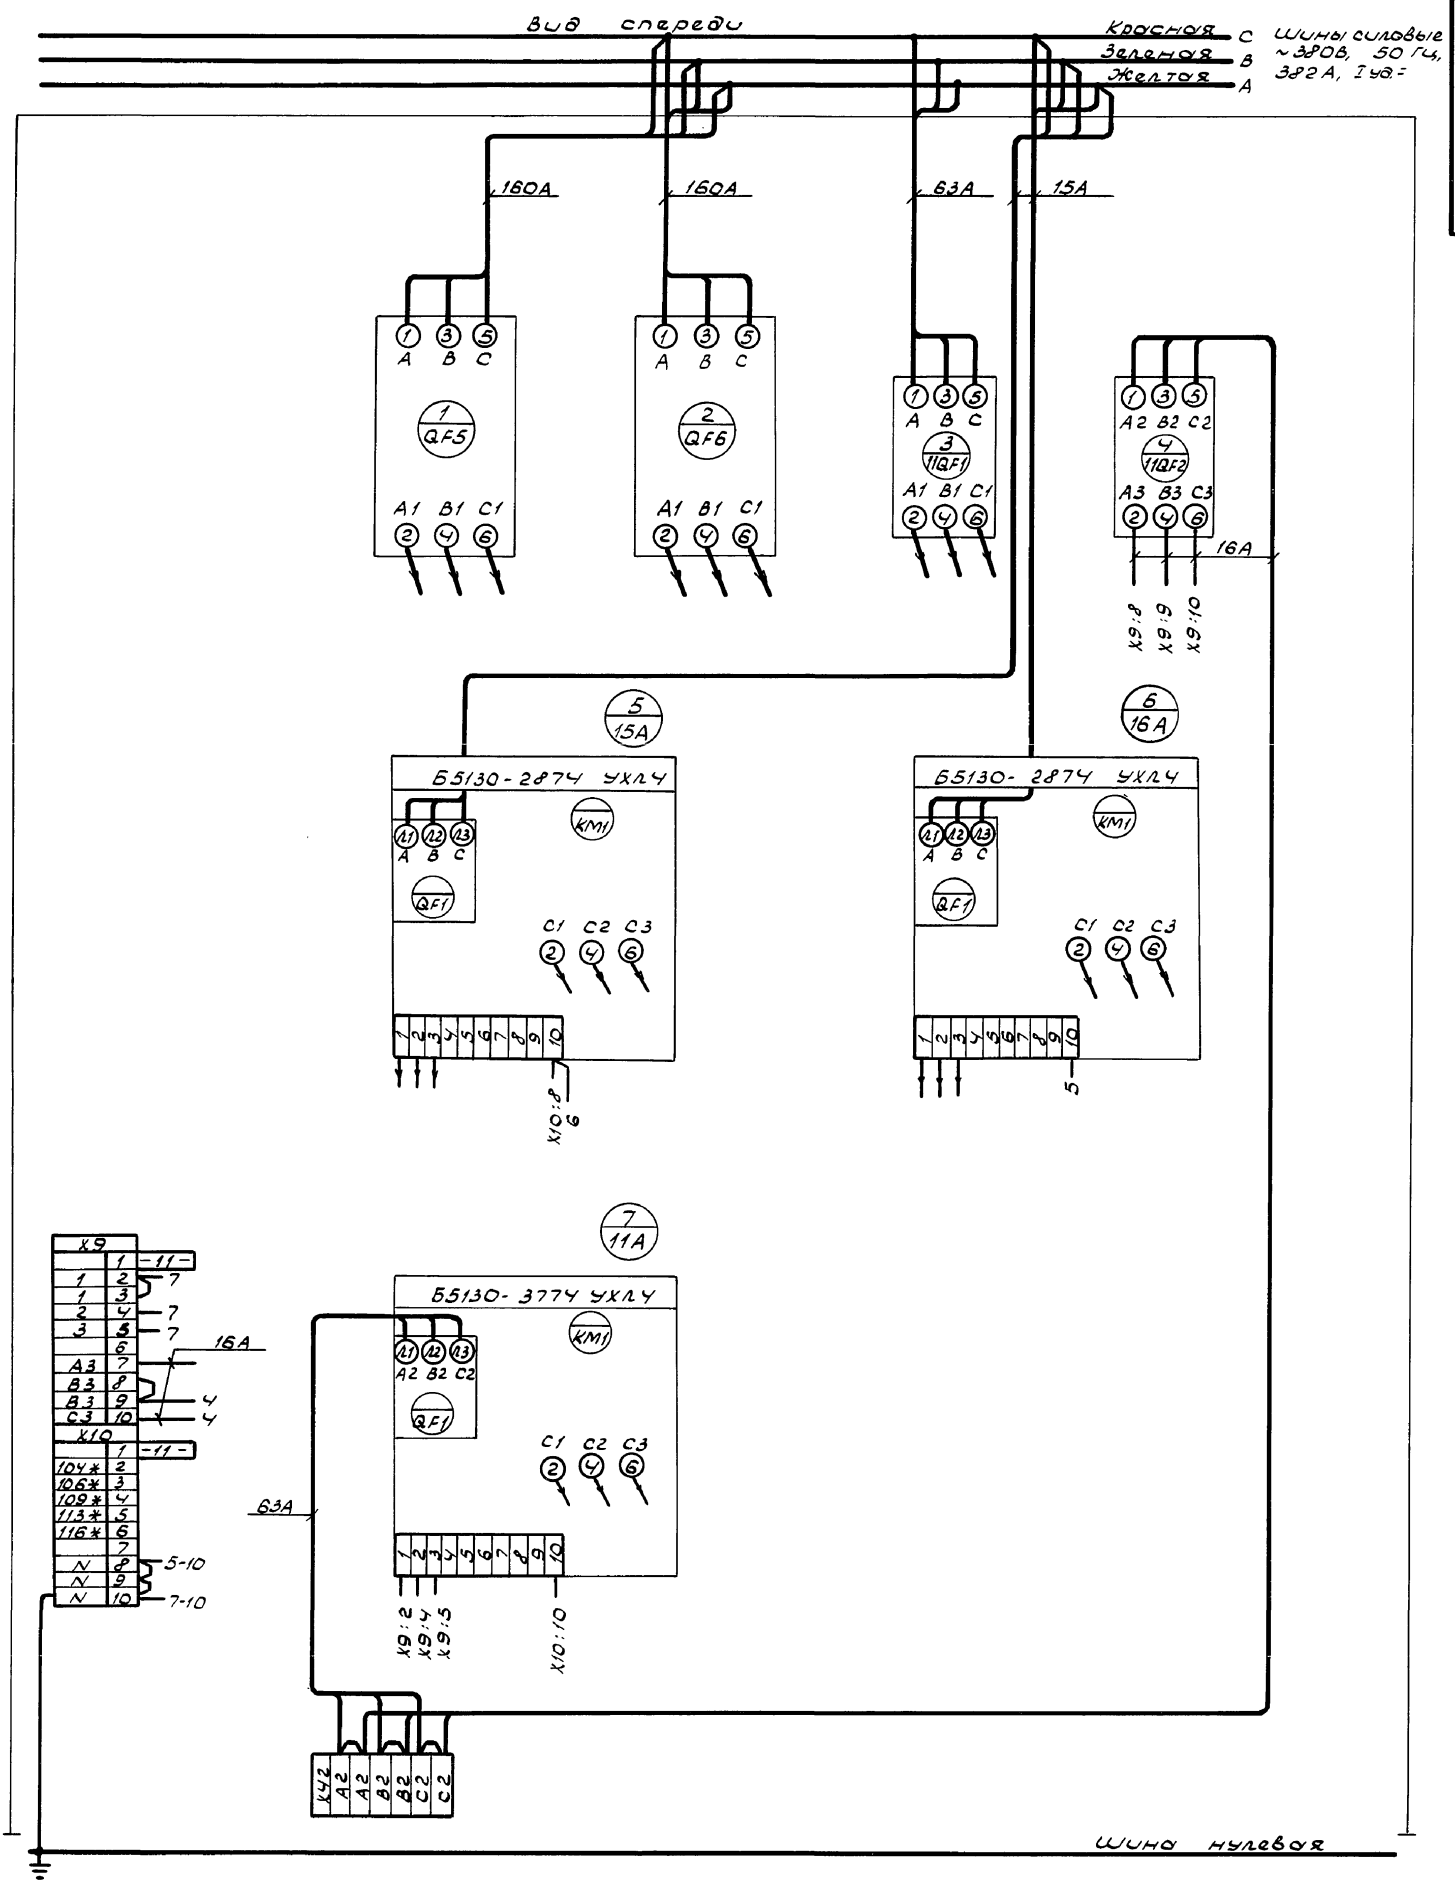 Вид спереди
Красная C
Зеленая B
Желтая A
Шины силовые
~380В, 50 Гц,
382А, Iуд=
160А 160А 63А 15А
1 3 5
A B C
1
QF5
A1 B1 C1
2 4 6
1 3 5
A B C
2
QF6
A1 B1 C1
2 4 6
1 3 5
A B C
3
11QF1
A1 B1 C1
2 4 6
1 3 5
A2 B2 C2
4
11QF2
A3 B3 C3
2 4 6
16А
X9:8
X9:9
X9:10
5
15А
Б5130-2874 УХЛ4
KM1
Л1 Л2 Л3
A B C
QF1
C1 C2 C3
2 4 6
1 2 3 4 5 6 7 8 9 10
X10:8
6
6
16А
Б5130-2874 УХЛ4
KM1
Л1 Л2 Л3
A B C
QF1
C1 C2 C3
2 4 6
1 2 3 4 5 6 7 8 9 10
5
7
11А
Б5130-3774 УХЛ4
KM1
Л1 Л2 Л3
A2 B2 C2
QF1
C1 C2 C3
2 4 6
1 2 3 4 5 6 7 8 9 10
X9:2
X9:4
X9:5
X10:10
X9
1 -11-
1 2 7
1 3
2 4 7
3 5 7
6
A3 7
16А
B3 8
B3 9 4
C3 10 4
X10
1 -11-
104* 2
106* 3
109* 4
113* 5
116* 6
7
N 8 5-10
N 9
N 10 7-10
63А
X42
A2
A2
B2
B2
C2
C2
Шина нулевая